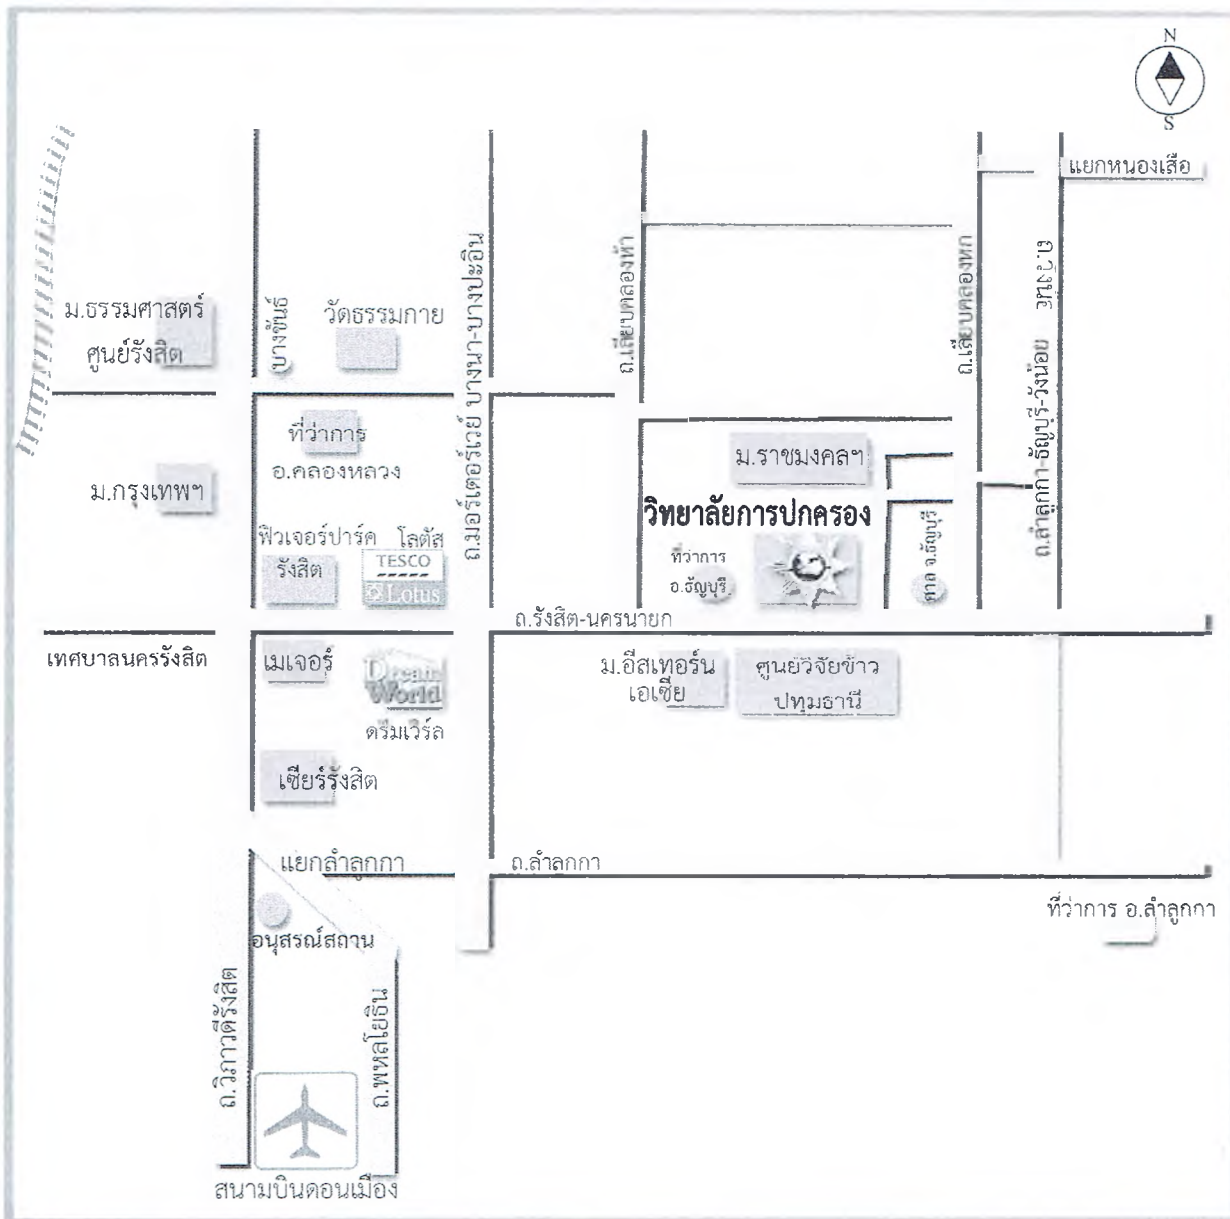 N
S
แยกหนองเสือ
ถ.วังน้อย
ถ.มอร์เตอร์เวย์ บางนา-บางปะอิน
ถ.เลียบคลองห้า
ถ.เลียบคลองหก
ถ.ลำลูกกา-ธัญบุรี-วังน้อย
ม.ธรรมศาสตร์
ศูนย์รังสิต
บางขันธ์
วัดธรรมกาย
ที่ว่าการ
อ.คลองหลวง
ม.กรุงเทพฯ
ม.ราชมงคลฯ
วิทยาลัยการปกครอง
ฟิวเจอร์ปาร์ค
รังสิต
โลตัส
TESCO
Lotus
ที่ว่าการ
อ.ธัญบุรี
ศาล จ.ธัญบุรี
ถ.รังสิต-นครนายก
เทศบาลนครรังสิต
เมเจอร์
Dream
World
ดรีมเวิร์ล
ม.อีสเทอร์น
เอเชีย
ศูนย์วิจัยข้าว
ปทุมธานี
เซียร์รังสิต
แยกลำลูกกา
ถ.ลำลูกกา
ที่ว่าการ อ.ลำลูกกา
อนุสรณ์สถาน
ถ.วิภาวดีรังสิต
ถ.พหลโยธิน
สนามบินดอนเมือง